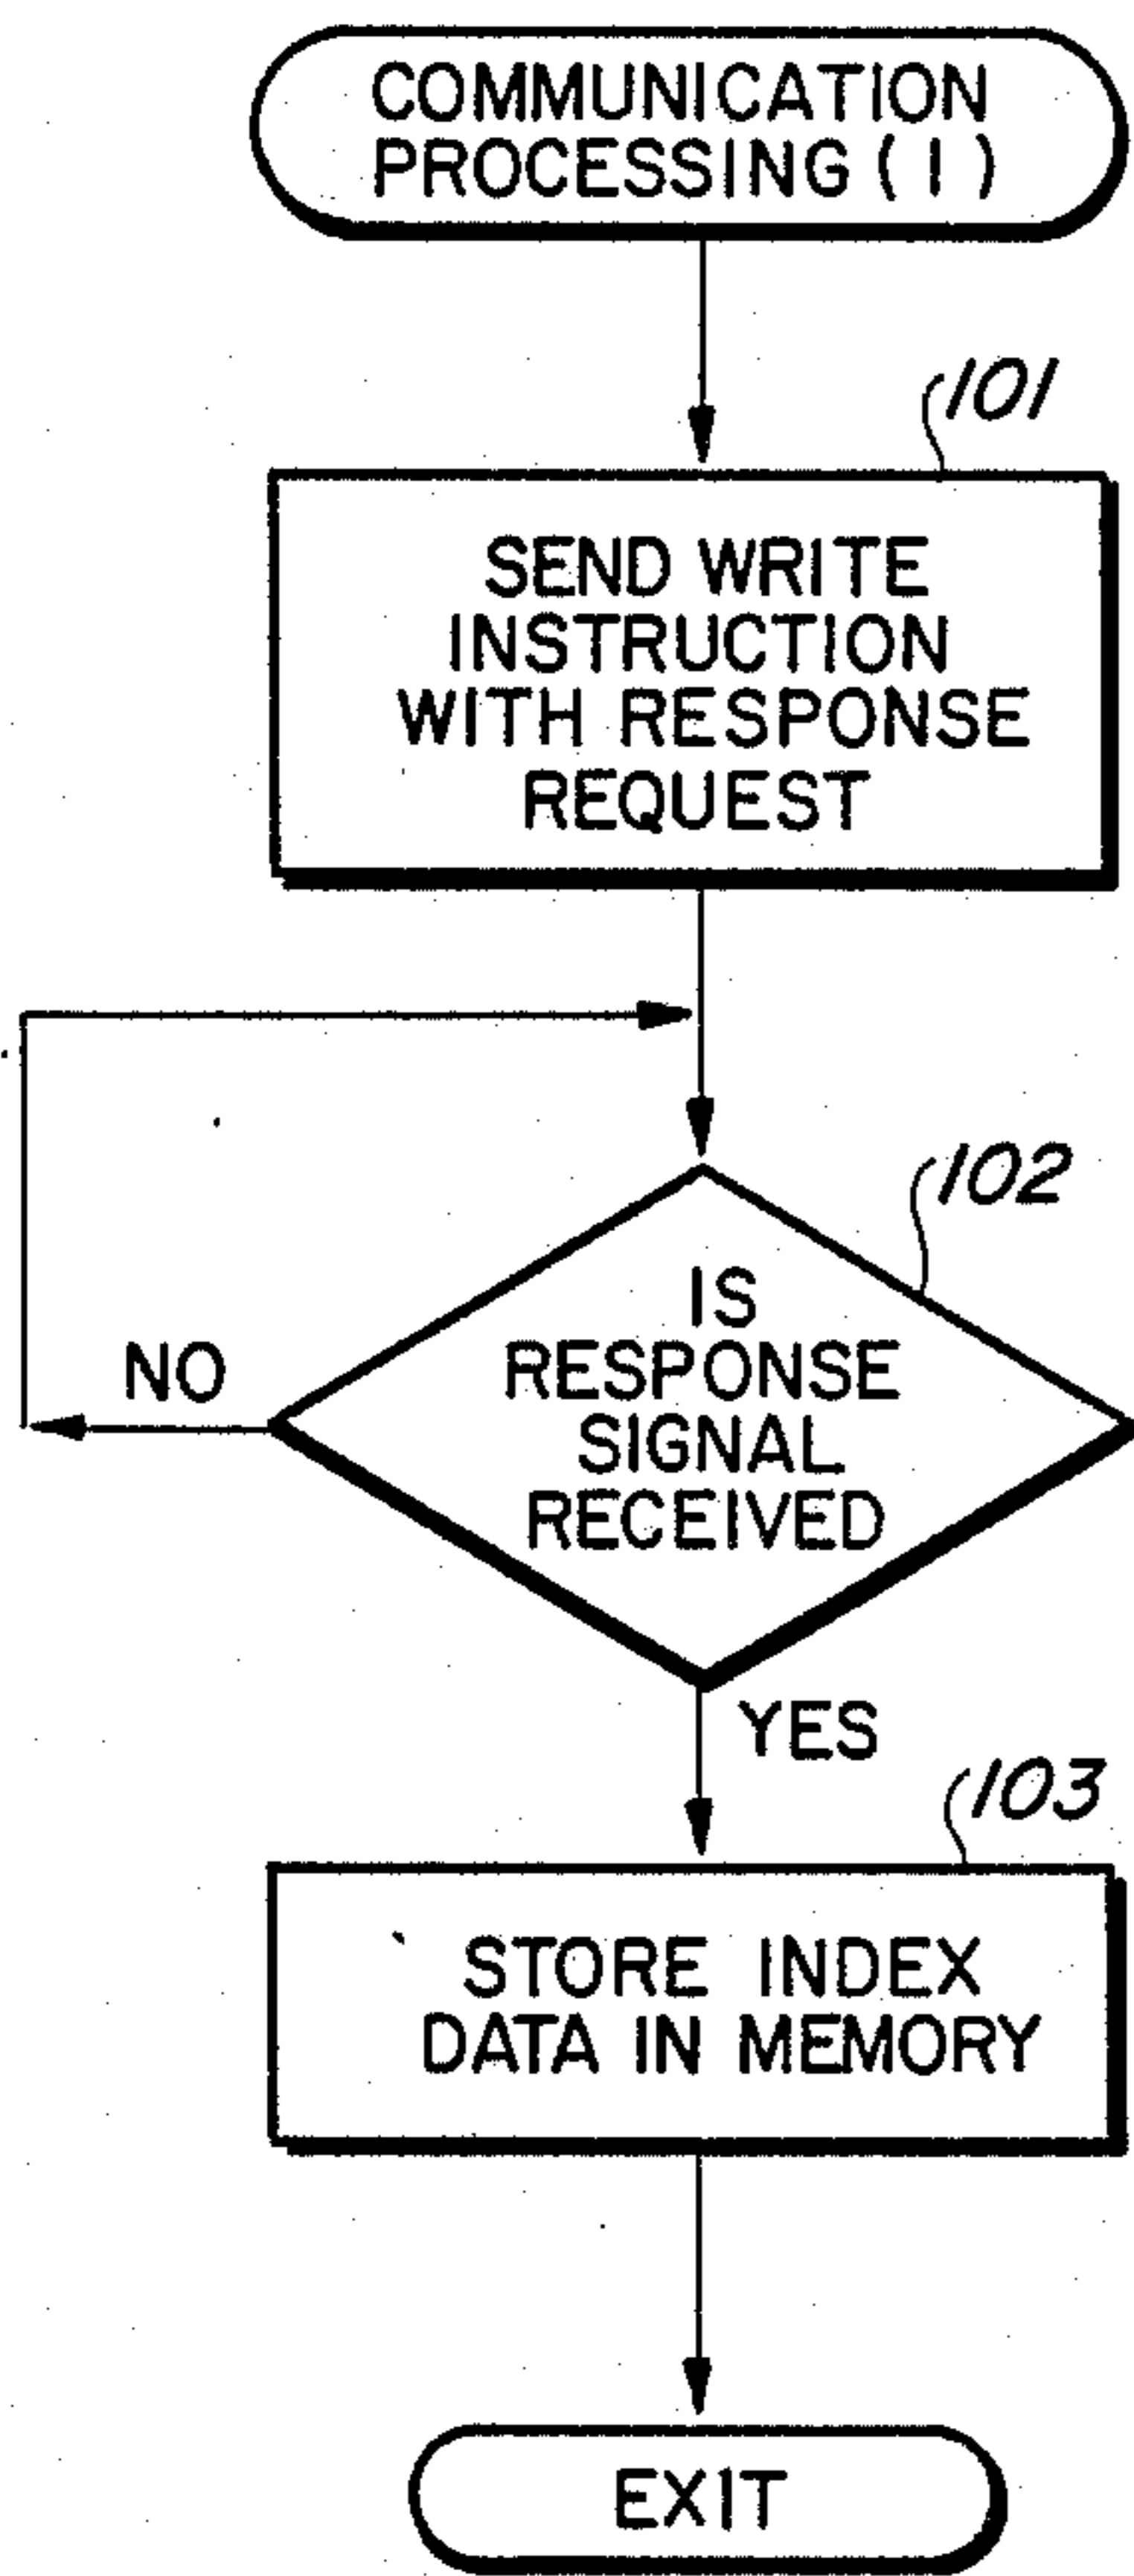 COMMUNICATION
PROCESSING (1)
101
SEND WRITE
INSTRUCTION
WITH RESPONSE
REQUEST
102
IS
RESPONSE
SIGNAL
RECEIVED
NO
YES
103
STORE INDEX
DATA IN MEMORY
EXIT